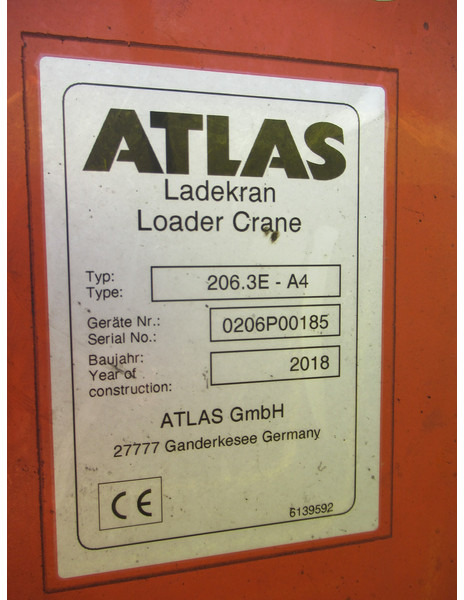 ATLAS
Ladekran
Loader Crane
Typ:
Type:
206.3E - A4
Geräte Nr.:
Serial No.:
0206P00185
Baujahr:
Year of
construction:
2018
ATLAS GmbH
27777 Ganderkesee Germany
CE
6139592